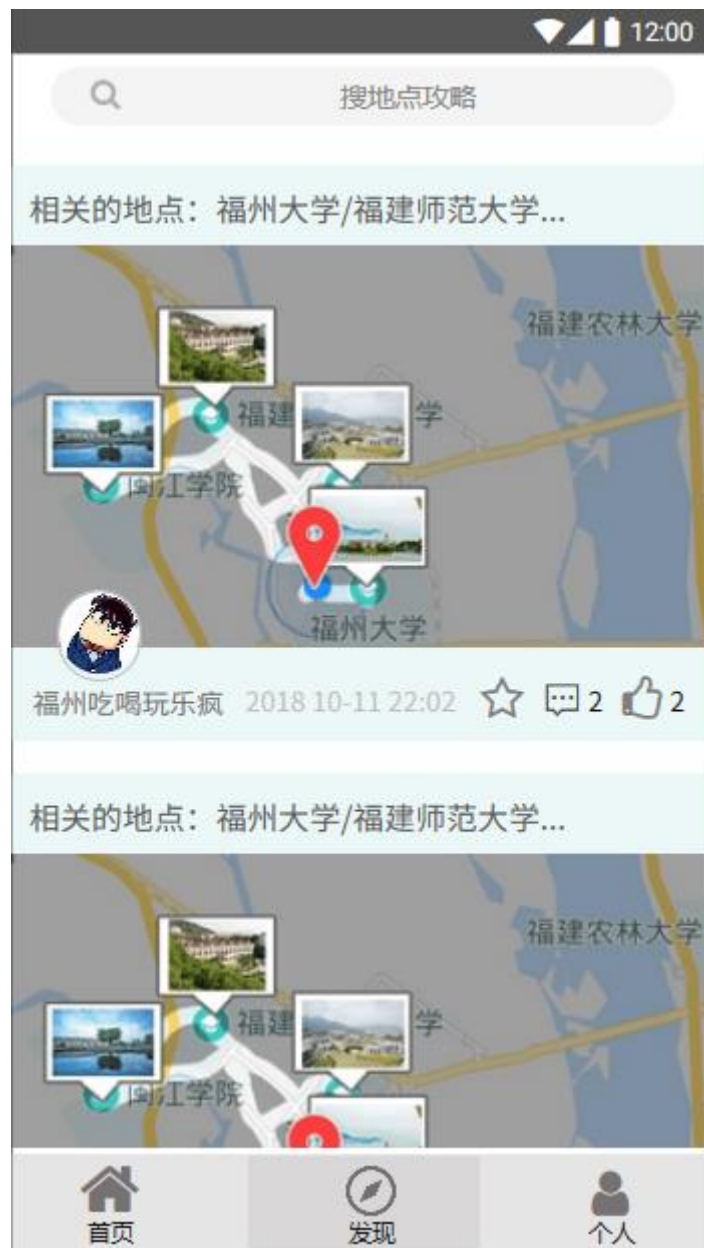 12:00
搜地点攻略
相关的地点：福州大学/福建师范大学...
福建农林大学
福建
学
闽江学院
福州大学
福州吃喝玩乐疯 2018 10-11 22:02 2 2
相关的地点：福州大学/福建师范大学...
福建农林大学
福建
学
闽江学院
首页 发现 个人